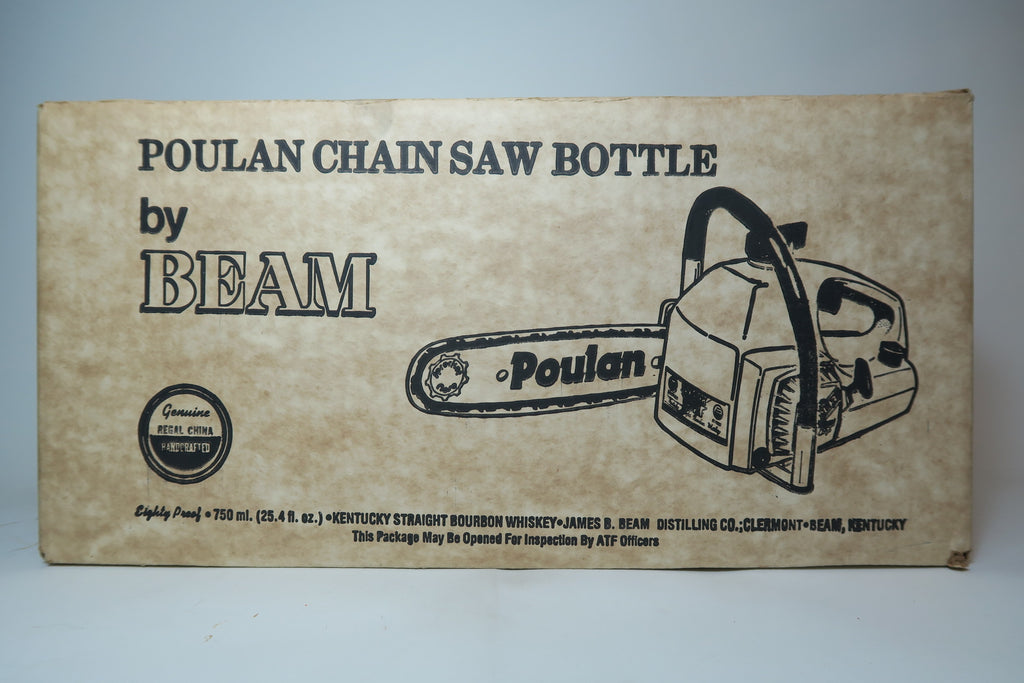 POULAN CHAIN SAW BOTTLE
by
BEAM
Poulan
Genuine
REGAL CHINA
HANDCRAFTED
Eighty Proof • 750 ml. (25.4 fl. oz.) • KENTUCKY STRAIGHT BOURBON WHISKEY • JAMES B. BEAM DISTILLING CO.; CLERMONT • BEAM, KENTUCKY
This Package May Be Opened For Inspection By ATF Officers